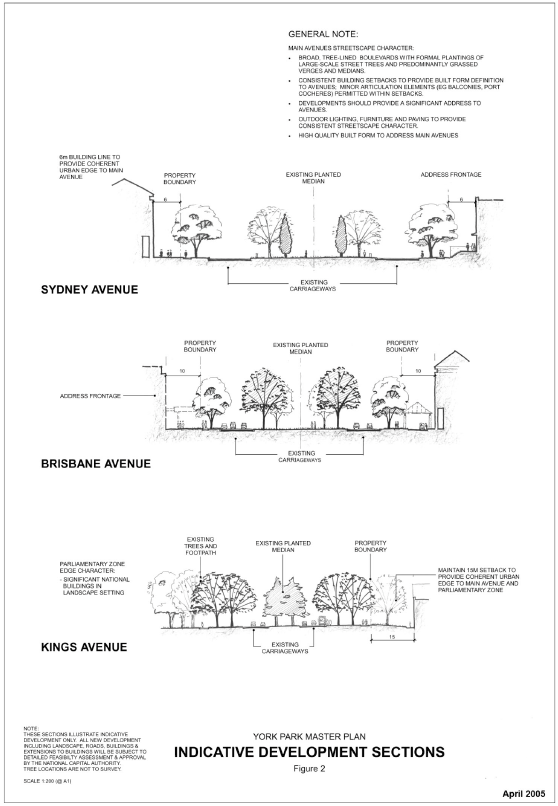 GENERAL NOTE:
MAIN AVENUES STREETSCAPE CHARACTER:
• BROAD, TREE-LINED, BOULEVARDS WITH FORMAL PLANTINGS OF
LARGE-SCALE STREET TREES AND PREDOMINANTLY GRASSED
VERGES AND MEDIANS.
• CONSISTENT BUILDING SETBACKS TO PROVIDE BUILT FORM DEFINITION
TO AVENUES; MINOR ARTICULATION ELEMENTS (EG BALCONIES, PORT
COCHERES) PERMITTED WITHIN SETBACKS.
• DEVELOPMENTS SHOULD PROVIDE A SIGNIFICANT ADDRESS TO
AVENUES.
• OUTDOOR LIGHTING, FURNITURE AND PAVING TO PROVIDE
CONSISTENT STREETSCAPE CHARACTER.
• HIGH QUALITY BUILT FORM TO ADDRESS MAIN AVENUES
6m BUILDING LINE TO
PROVIDE COHERENT
URBAN EDGE TO MAIN
AVENUE
PROPERTY
BOUNDARY
EXISTING PLANTED
MEDIAN
ADDRESS FRONTAGE
6
6
EXISTING
CARRIAGEWAYS
SYDNEY AVENUE
PROPERTY
BOUNDARY
EXISTING PLANTED
MEDIAN
PROPERTY
BOUNDARY
10
10
ADDRESS FRONTAGE
EXISTING
CARRIAGEWAYS
BRISBANE AVENUE
EXISTING
TREES AND
FOOTPATH
EXISTING PLANTED
MEDIAN
PROPERTY
BOUNDARY
PARLIAMENTARY ZONE
EDGE CHARACTER:
- SIGNIFICANT NATIONAL
BUILDINGS IN
LANDSCAPE SETTING
MAINTAIN 15M SETBACK TO
PROVIDE COHERENT URBAN
EDGE TO MAIN AVENUE AND
PARLIAMENTARY ZONE
15
EXISTING
CARRIAGEWAYS
KINGS AVENUE
NOTE:
THESE SECTIONS ILLUSTRATE INDICATIVE
DEVELOPMENT ONLY. ALL NEW DEVELOPMENT
INCLUDING LANDSCAPE, ROADS, BUILDINGS &
EXTENSIONS TO BUILDINGS WILL BE SUBJECT TO
DETAILED FEASIBILTY ASSESSMENT & APPROVAL
BY THE NATIONAL CAPITAL AUTHORITY.
TREE LOCATIONS ARE NOT TO SURVEY.
SCALE 1:200 (@ A1)
YORK PARK MASTER PLAN
INDICATIVE DEVELOPMENT SECTIONS
Figure 2
April 2005